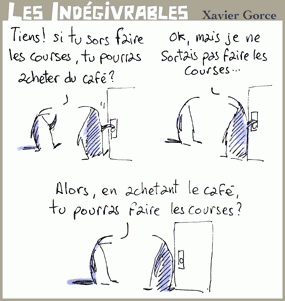 Les Indégivrables
Xavier Gorce
Tiens! si tu sors faire
les courses, tu pourras
acheter du café?
OK, mais je ne
sortais pas faire les
courses...
Alors, en achetant le café,
tu pourras faire les courses?